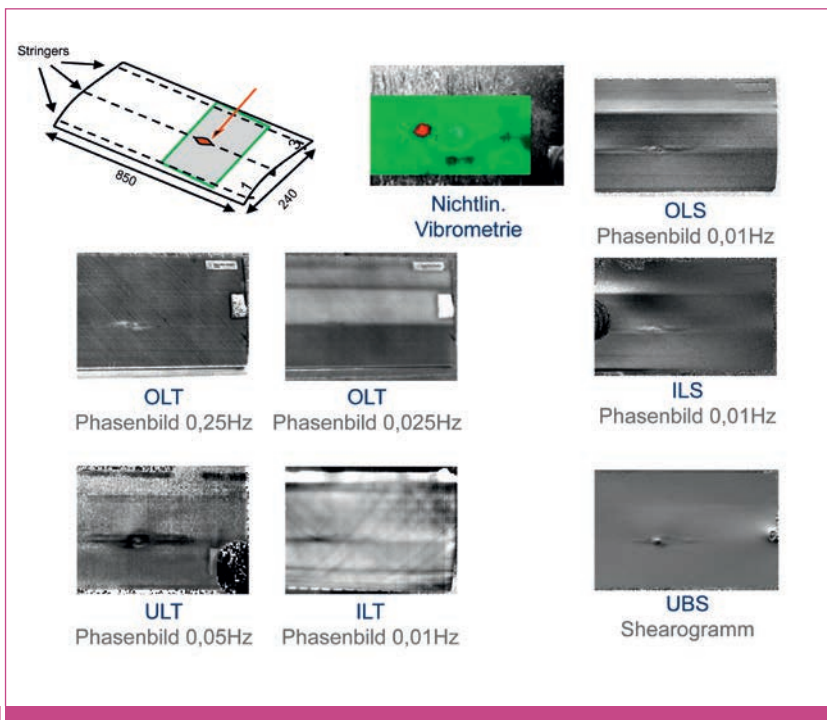 Stringers
850
240
1
3
Nichtlin.
Vibrometrie
OLS
Phasenbild 0,01Hz
OLT
Phasenbild 0,25Hz
OLT
Phasenbild 0,025Hz
ILS
Phasenbild 0,01Hz
ULT
Phasenbild 0,05Hz
ILT
Phasenbild 0,01Hz
UBS
Shearogramm